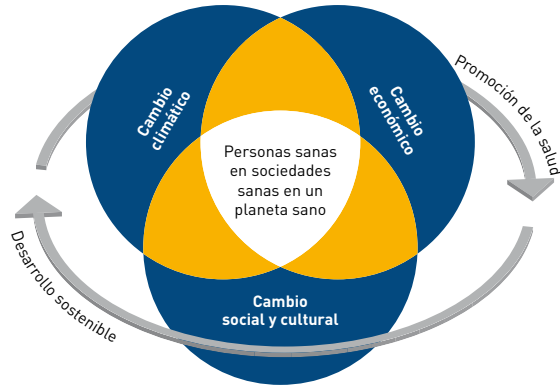 Cambio
climático
Cambio
económico
Promoción de la salud
Personas sanas
en sociedades
sanas en un
planeta sano
Desarrollo sostenible
Cambio
social y cultural